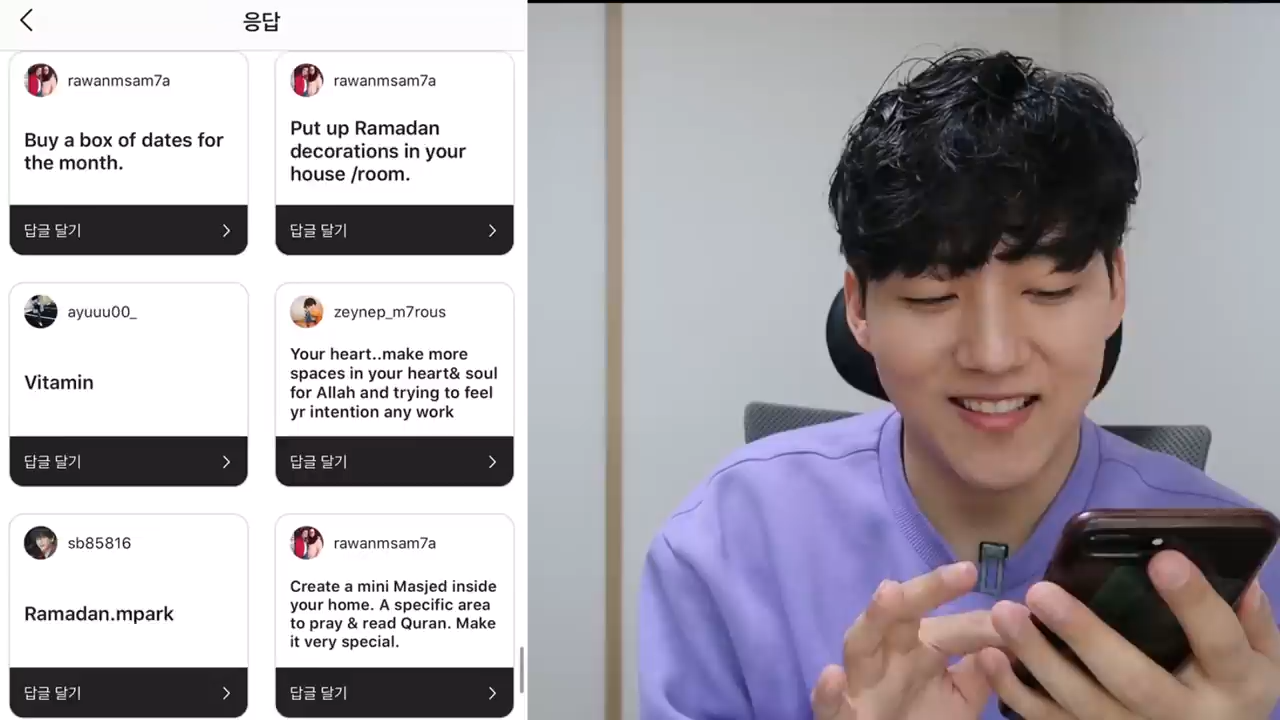 응답
rawanmsam7a
Buy a box of dates for
the month.
답글 달기
rawanmsam7a
Put up Ramadan
decorations in your
house /room.
답글 달기
ayuuu00_
Vitamin
답글 달기
zeynep_m7rous
Your heart..make more
spaces in your heart& soul
for Allah and trying to feel
yr intention any work
답글 달기
sb85816
Ramadan.mpark
답글 달기
rawanmsam7a
Create a mini Masjed inside
your home. A specific area
to pray & read Quran. Make
it very special.
답글 달기